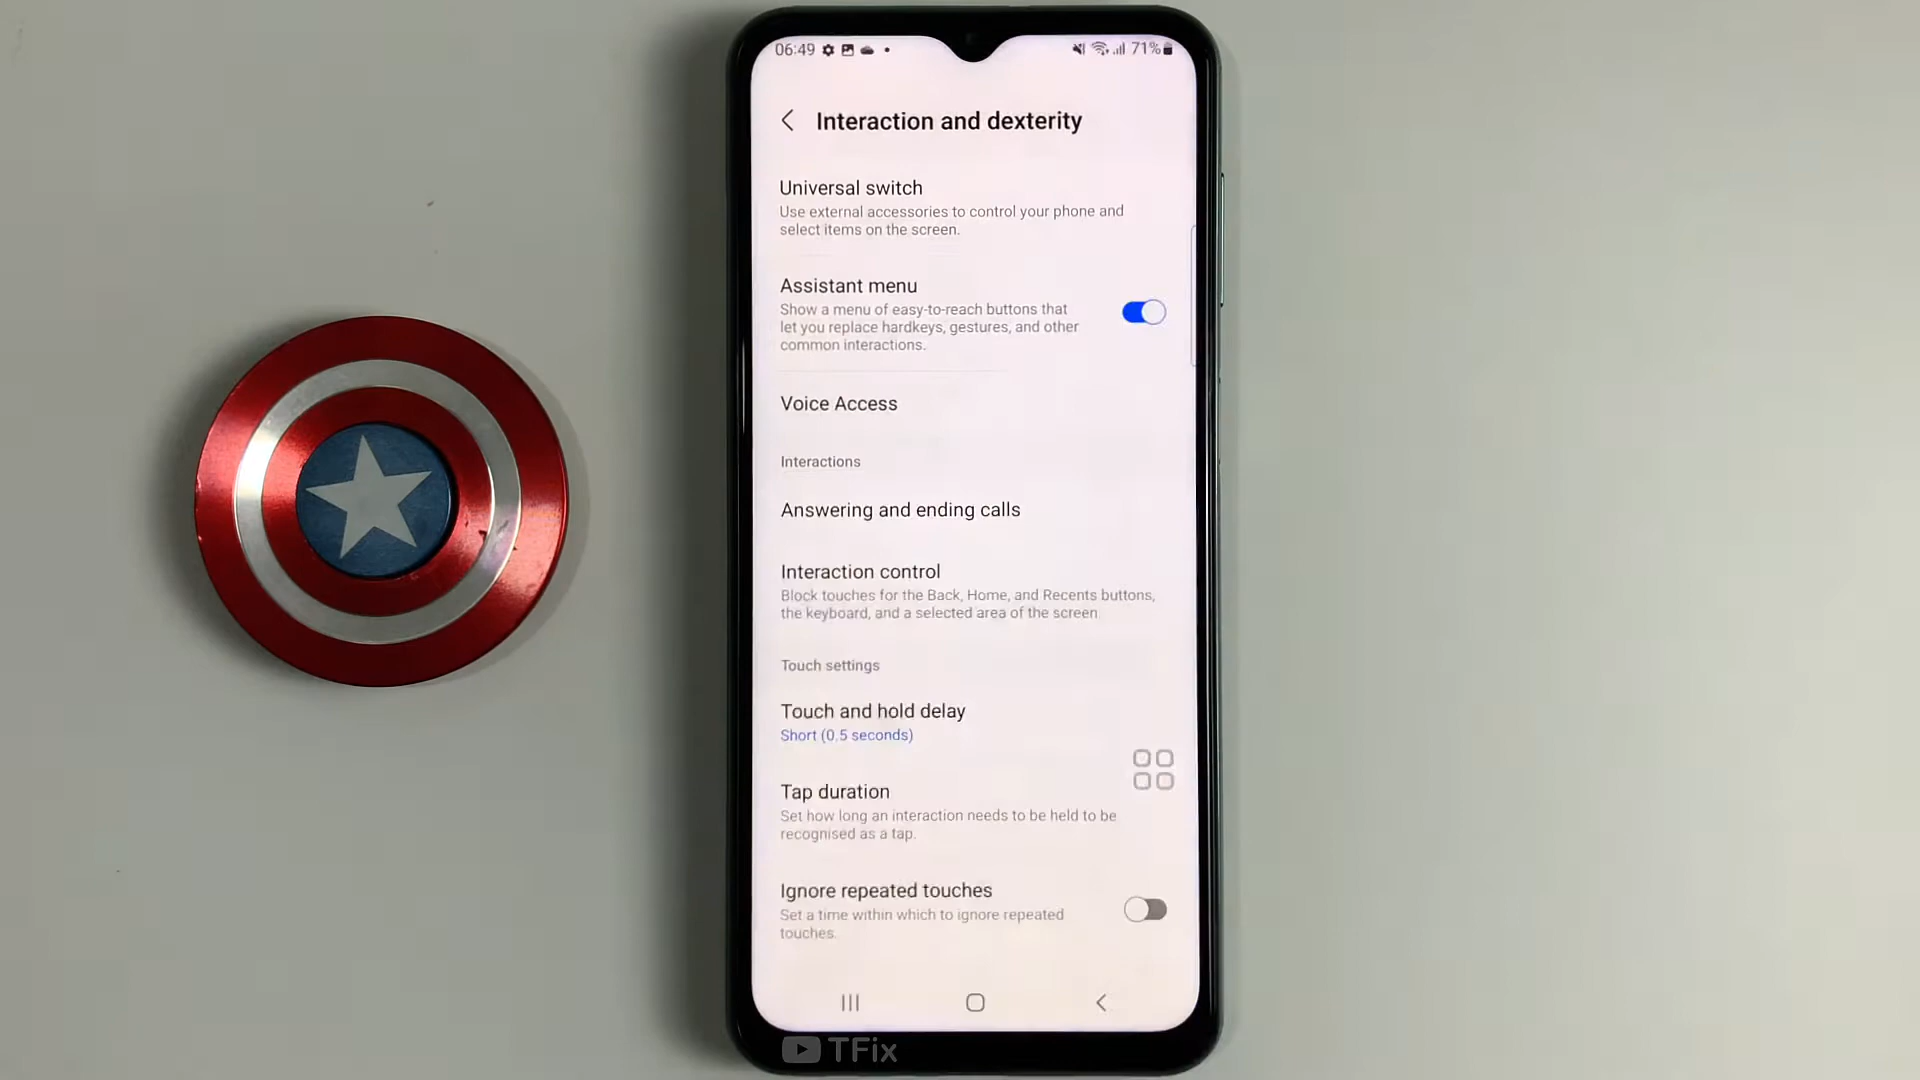 06:49 71%
Interaction and dexterity
Universal switch
Use external accessories to control your phone and
select items on the screen.
Assistant menu
Show a menu of easy-to-reach buttons that
let you replace hardkeys, gestures, and other
common interactions.
Voice Access
Interactions
Answering and ending calls
Interaction control
Block touches for the Back, Home, and Recents buttons,
the keyboard, and a selected area of the screen
Touch settings
Touch and hold delay
Short (0.5 seconds)
Tap duration
Set how long an interaction needs to be held to be
recognised as a tap.
Ignore repeated touches
Set a time within which to ignore repeated
touches.
TFix